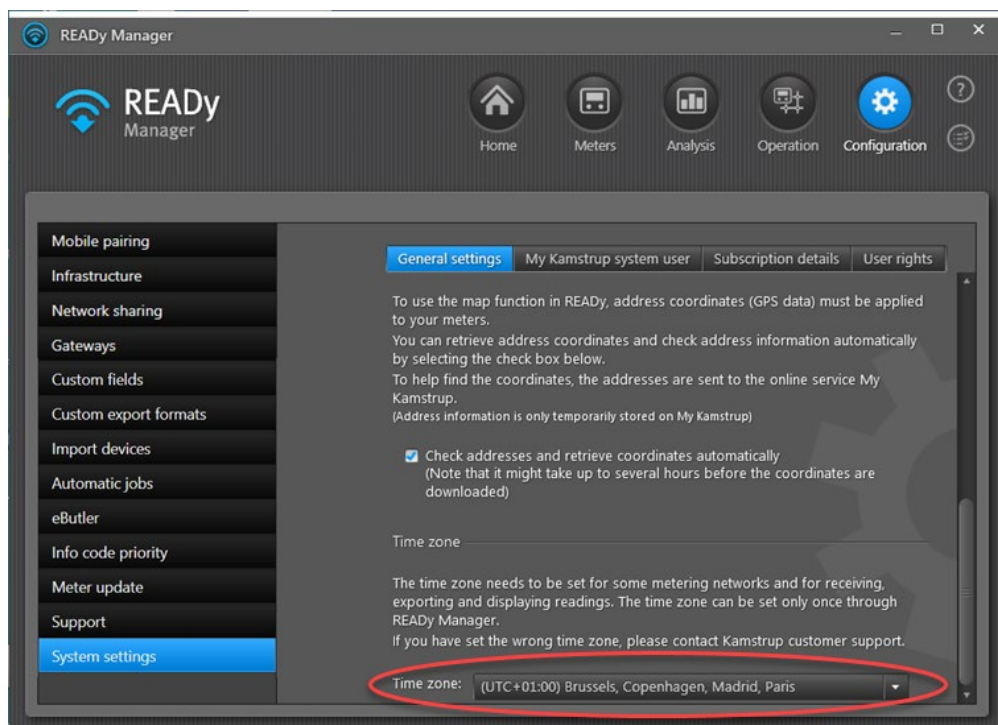 READy Manager
READy
Manager
Home
Meters
Analysis
Operation
Configuration
?
Mobile pairing
Infrastructure
Network sharing
Gateways
Custom fields
Custom export formats
Import devices
Automatic jobs
eButler
Info code priority
Meter update
Support
System settings
General settings
My Kamstrup system user
Subscription details
User rights
To use the map function in READy, address coordinates (GPS data) must be applied
to your meters.
You can retrieve address coordinates and check address information automatically
by selecting the check box below.
To help find the coordinates, the addresses are sent to the online service My
Kamstrup.
(Address information is only temporarily stored on My Kamstrup)
Check addresses and retrieve coordinates automatically
(Note that it might take up to several hours before the coordinates are
downloaded)
Time zone
The time zone needs to be set for some metering networks and for receiving,
exporting and displaying readings. The time zone can be set only once through
READy Manager.
If you have set the wrong time zone, please contact Kamstrup customer support.
Time zone: (UTC+01:00) Brussels, Copenhagen, Madrid, Paris